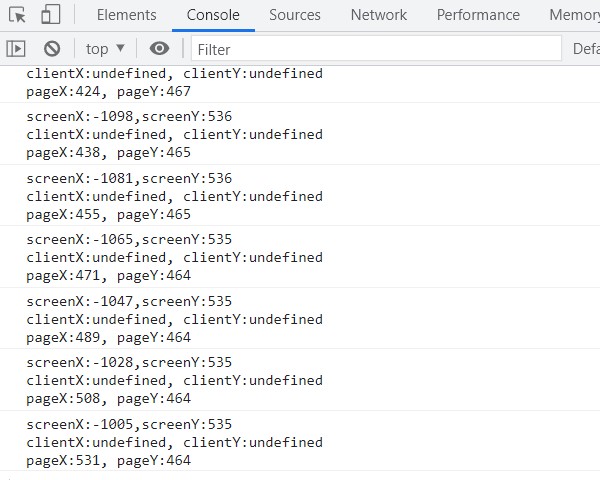 Elements Console Sources Network Performance Memory
top Filter Defa
clientX:undefined, clientY:undefined
pageX:424, pageY:467
screenX:-1098,screenY:536
clientX:undefined, clientY:undefined
pageX:438, pageY:465
screenX:-1081,screenY:536
clientX:undefined, clientY:undefined
pageX:455, pageY:465
screenX:-1065,screenY:535
clientX:undefined, clientY:undefined
pageX:471, pageY:464
screenX:-1047,screenY:535
clientX:undefined, clientY:undefined
pageX:489, pageY:464
screenX:-1028,screenY:535
clientX:undefined, clientY:undefined
pageX:508, pageY:464
screenX:-1005,screenY:535
clientX:undefined, clientY:undefined
pageX:531, pageY:464